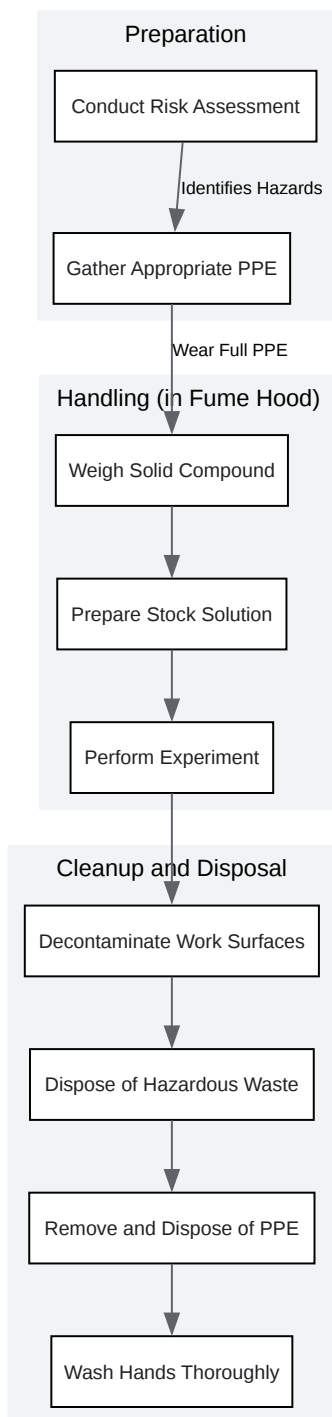 Preparation
Conduct Risk Assessment
Identifies Hazards
Gather Appropriate PPE
Wear Full PPE
Handling (in Fume Hood)
Weigh Solid Compound
Prepare Stock Solution
Perform Experiment
Cleanup and Disposal
Decontaminate Work Surfaces
Dispose of Hazardous Waste
Remove and Dispose of PPE
Wash Hands Thoroughly